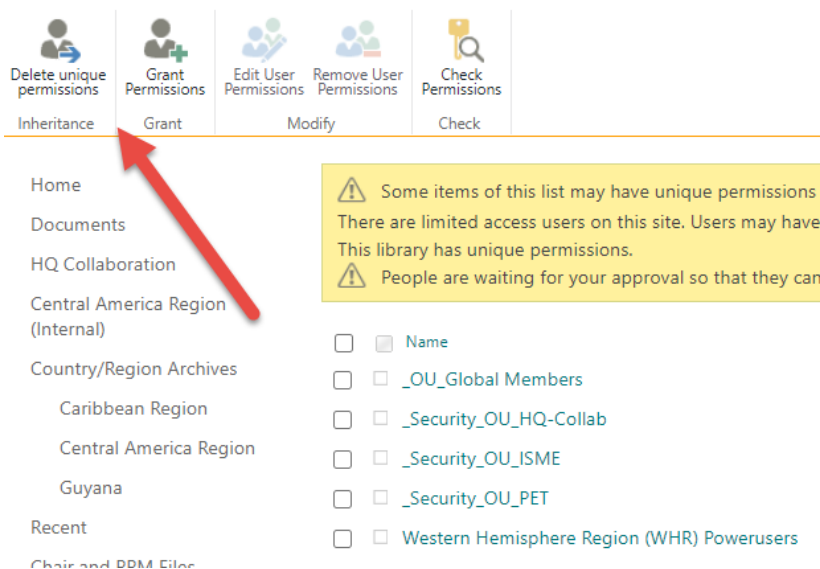 Delete unique permissions
Grant Permissions
Edit User Permissions
Remove User Permissions
Check Permissions
Inheritance
Grant
Modify
Check
Home
Documents
HQ Collaboration
Central America Region
(Internal)
Country/Region Archives
Caribbean Region
Central America Region
Guyana
Recent
Chair and PRM Files
Some items of this list may have unique permissions
There are limited access users on this site. Users may have
This library has unique permissions.
People are waiting for your approval so that they can
Name
_OU_Global Members
_Security_OU_HQ-Collab
_Security_OU_ISME
_Security_OU_PET
Western Hemisphere Region (WHR) Powerusers